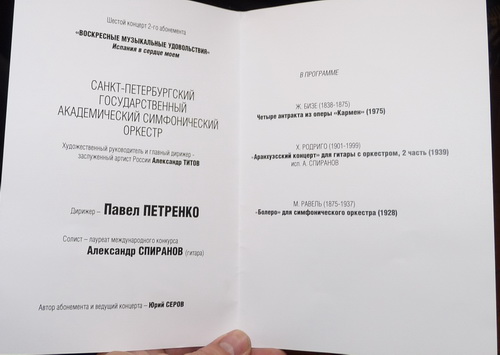 Шестой концерт 2-го абонемента
«ВОСКРЕСНЫЕ МУЗЫКАЛЬНЫЕ УДОВОЛЬСТВИЯ»
Испания в сердце моем
САНКТ-ПЕТЕРБУРГСКИЙ
ГОСУДАРСТВЕННЫЙ
АКАДЕМИЧЕСКИЙ СИМФОНИЧЕСКИЙ
ОРКЕСТР
Художественный руководитель и главный дирижер -
заслуженный артист России Александр ТИТОВ
Дирижер – Павел ПЕТРЕНКО
Солист – лауреат международного конкурса
Александр СПИРАНОВ (гитара)
Автор абонемента и ведущий концерта – Юрий СЕРОВ
В ПРОГРАММЕ
Ж. БИЗЕ (1838-1875)
Четыре антракта из оперы «Кармен» (1975)
Х. РОДРИГО (1901-1999)
«Аранхуэсский концерт» для гитары с оркестром, 2 часть (1939)
исп. А. СПИРАНОВ
М. РАВЕЛЬ (1875-1937)
«Болеро» для симфонического оркестра (1928)